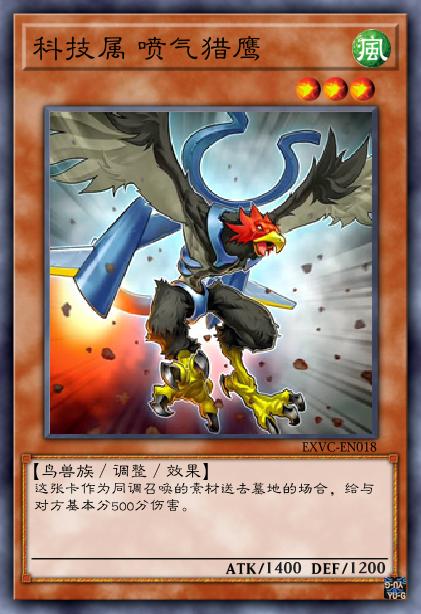 科技属 喷气猎鹰
風
EXVC-EN018
【鸟兽族／调整／效果】
这张卡作为同调召唤的素材送去墓地的场合，给与
对方基本分500分伤害。
ATK/1400 DEF/1200